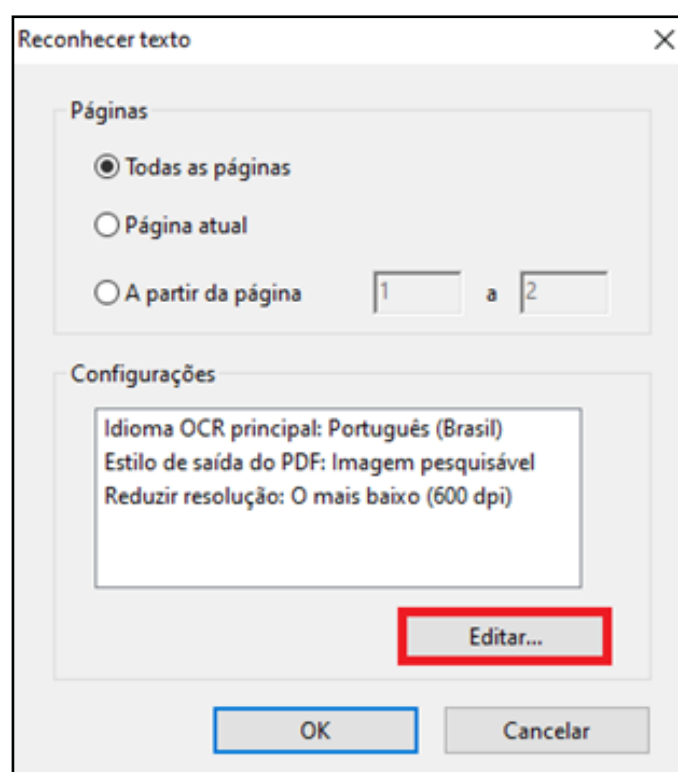 Reconhecer texto
Páginas
Todas as páginas
Página atual
A partir da página 1 a 2
Configurações
Idioma OCR principal: Português (Brasil)
Estilo de saída do PDF: Imagem pesquisável
Reduzir resolução: O mais baixo (600 dpi)
Editar...
OK Cancelar